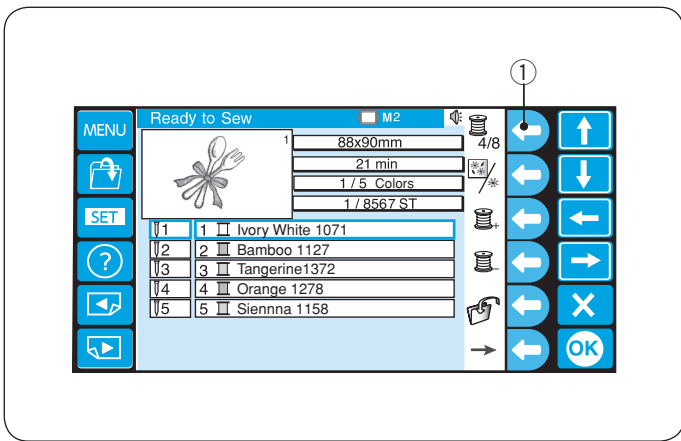 1
MENU
SET
?
Ready to Sew M2
1
88x90mm
21 min
1 / 5 Colors
1 / 8567 ST
1 1 Ivory White 1071
2 2 Bamboo 1127
3 3 Tangerine1372
4 4 Orange 1278
5 5 Siennna 1158
4/8
+
−
X
OK